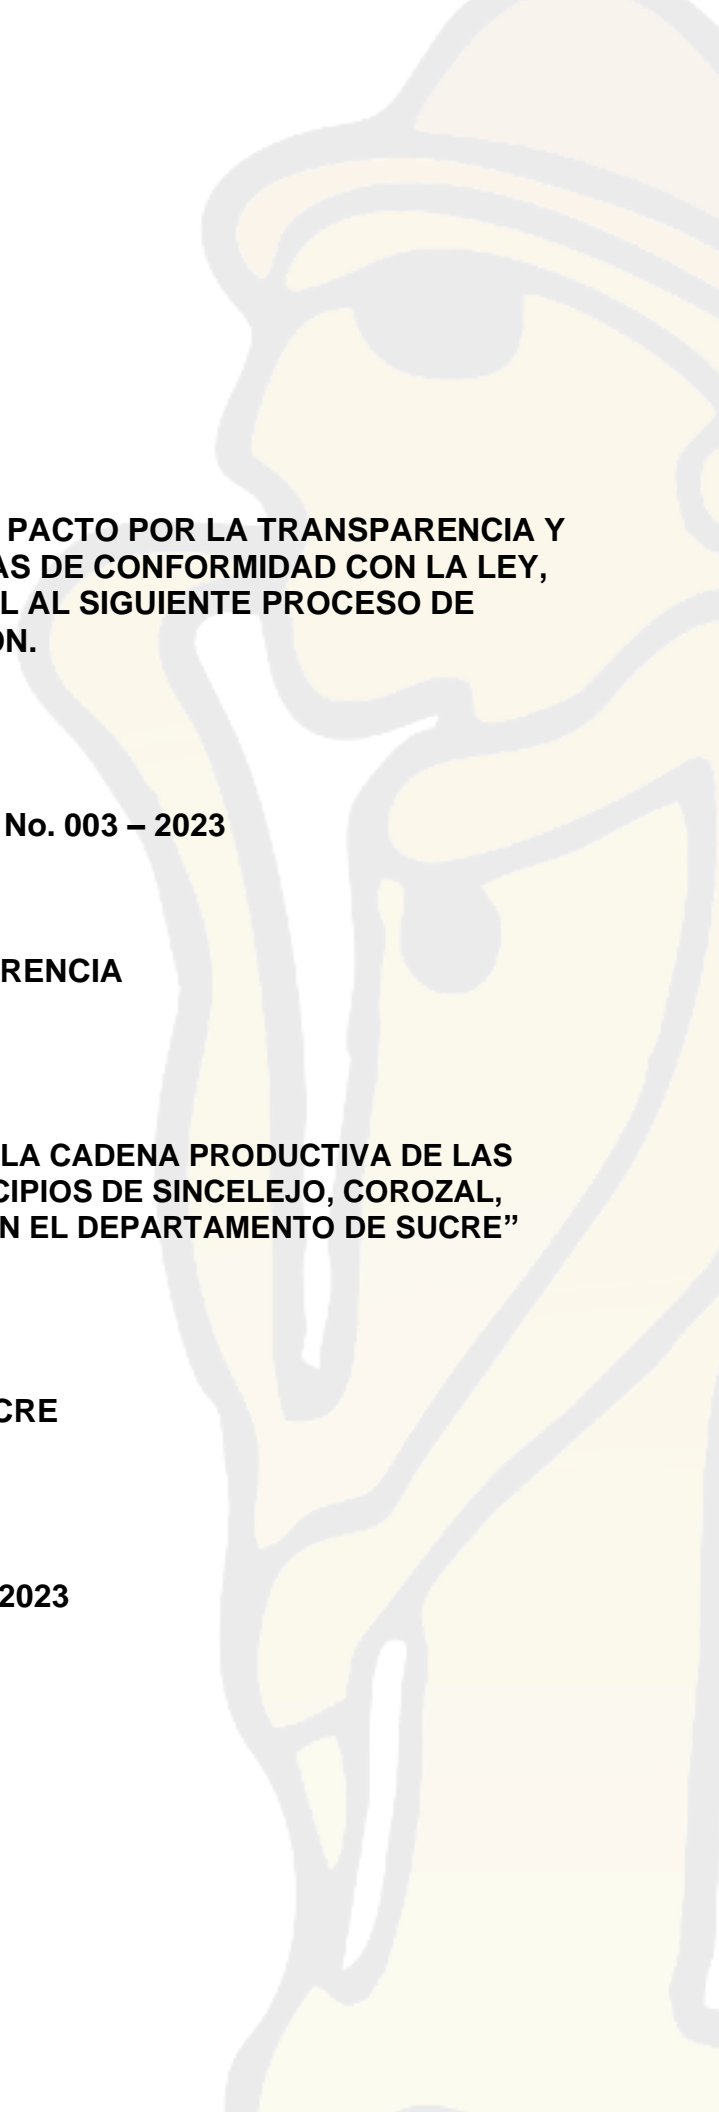 PACTO POR LA TRANSPARENCIA Y
AS DE CONFORMIDAD CON LA LEY,
L AL SIGUIENTE PROCESO DE
ON.
No. 003 – 2023
RENCIA
LA CADENA PRODUCTIVA DE LAS
CIPIOS DE SINCELEJO, COROZAL,
N EL DEPARTAMENTO DE SUCRE”
CRE
2023